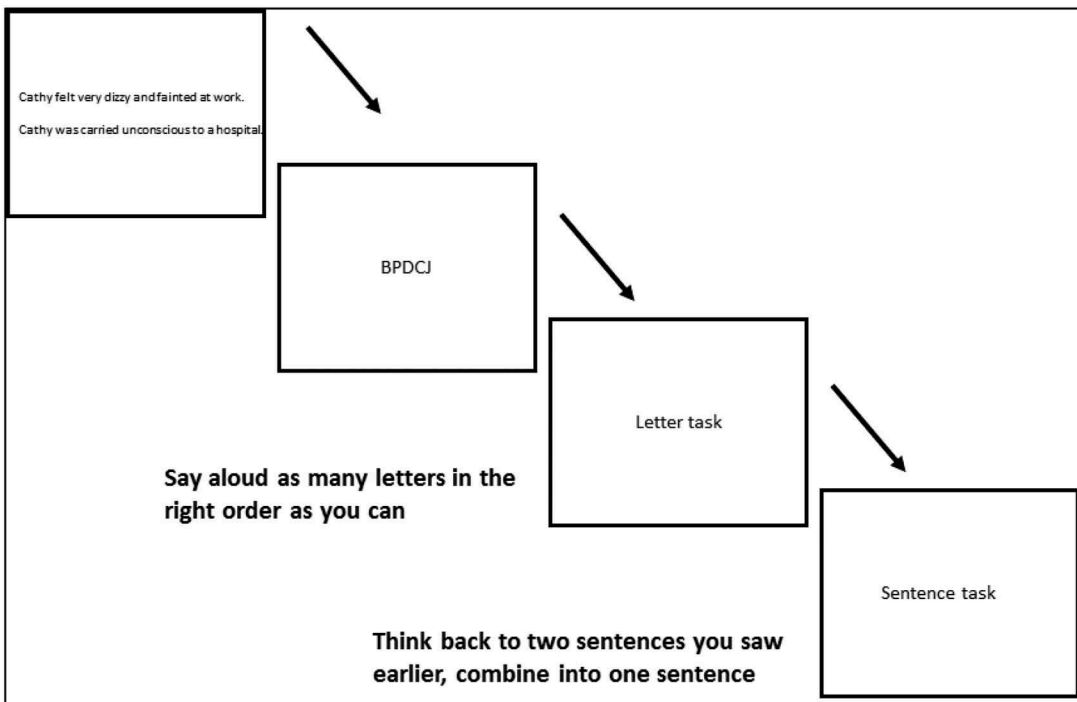 Cathy felt very dizzy and fainted at work.
Cathy was carried unconscious to a hospital.
BPDCJ
Letter task
Say aloud as many letters in the
right order as you can
Sentence task
Think back to two sentences you saw
earlier, combine into one sentence